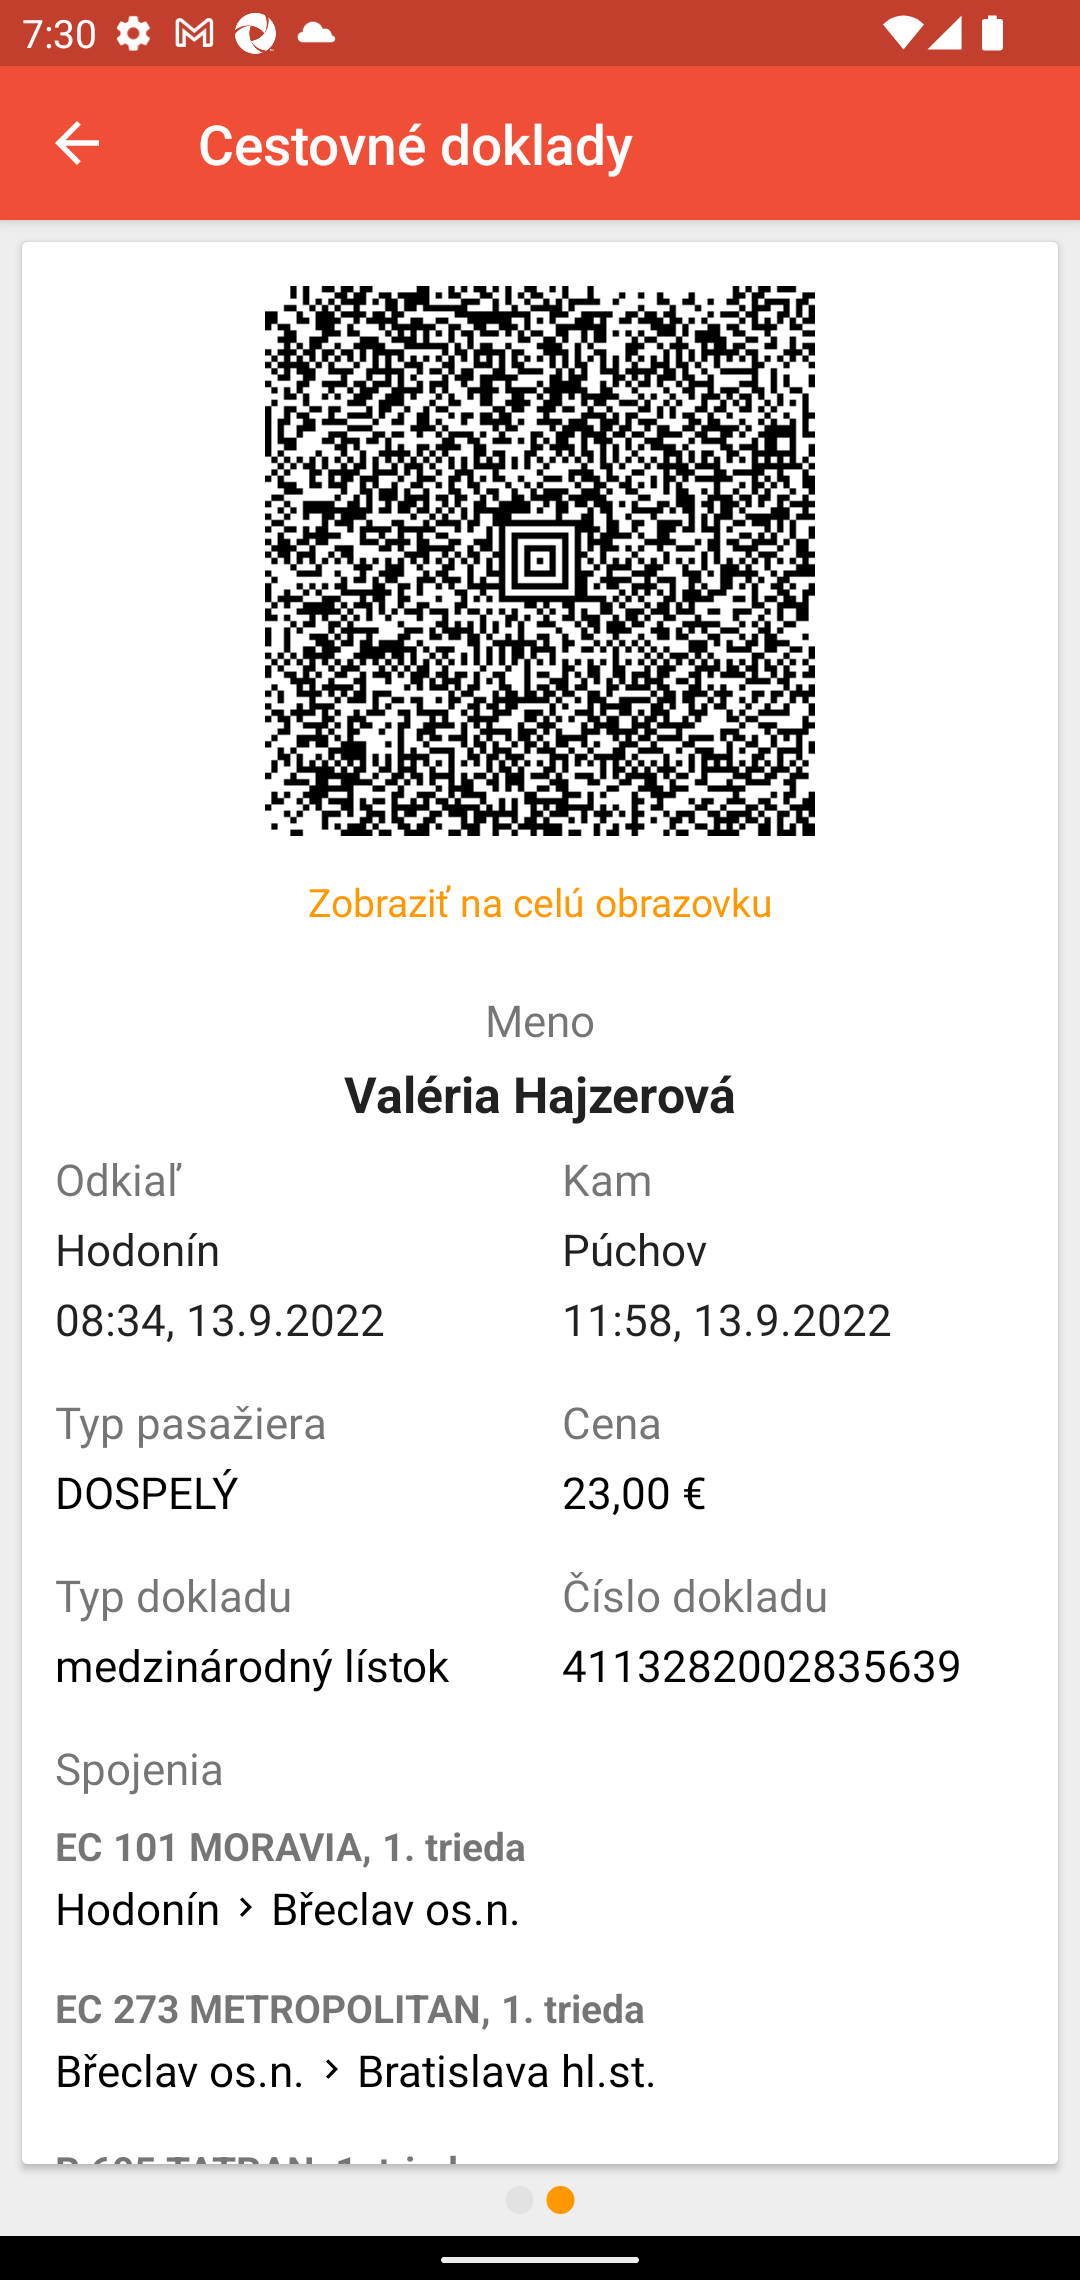 7:30
Cestovné doklady
Zobraziť na celú obrazovku
Meno
Valéria Hajzerová
Odkiaľ
Kam
Hodonín
Púchov
08:34, 13.9.2022
11:58, 13.9.2022
Typ pasažiera
Cena
DOSPELÝ
23,00 €
Typ dokladu
Číslo dokladu
medzinárodný lístok
4113282002835639
Spojenia
EC 101 MORAVIA, 1. trieda
Hodonín > Břeclav os.n.
EC 273 METROPOLITAN, 1. trieda
Břeclav os.n. > Bratislava hl.st.